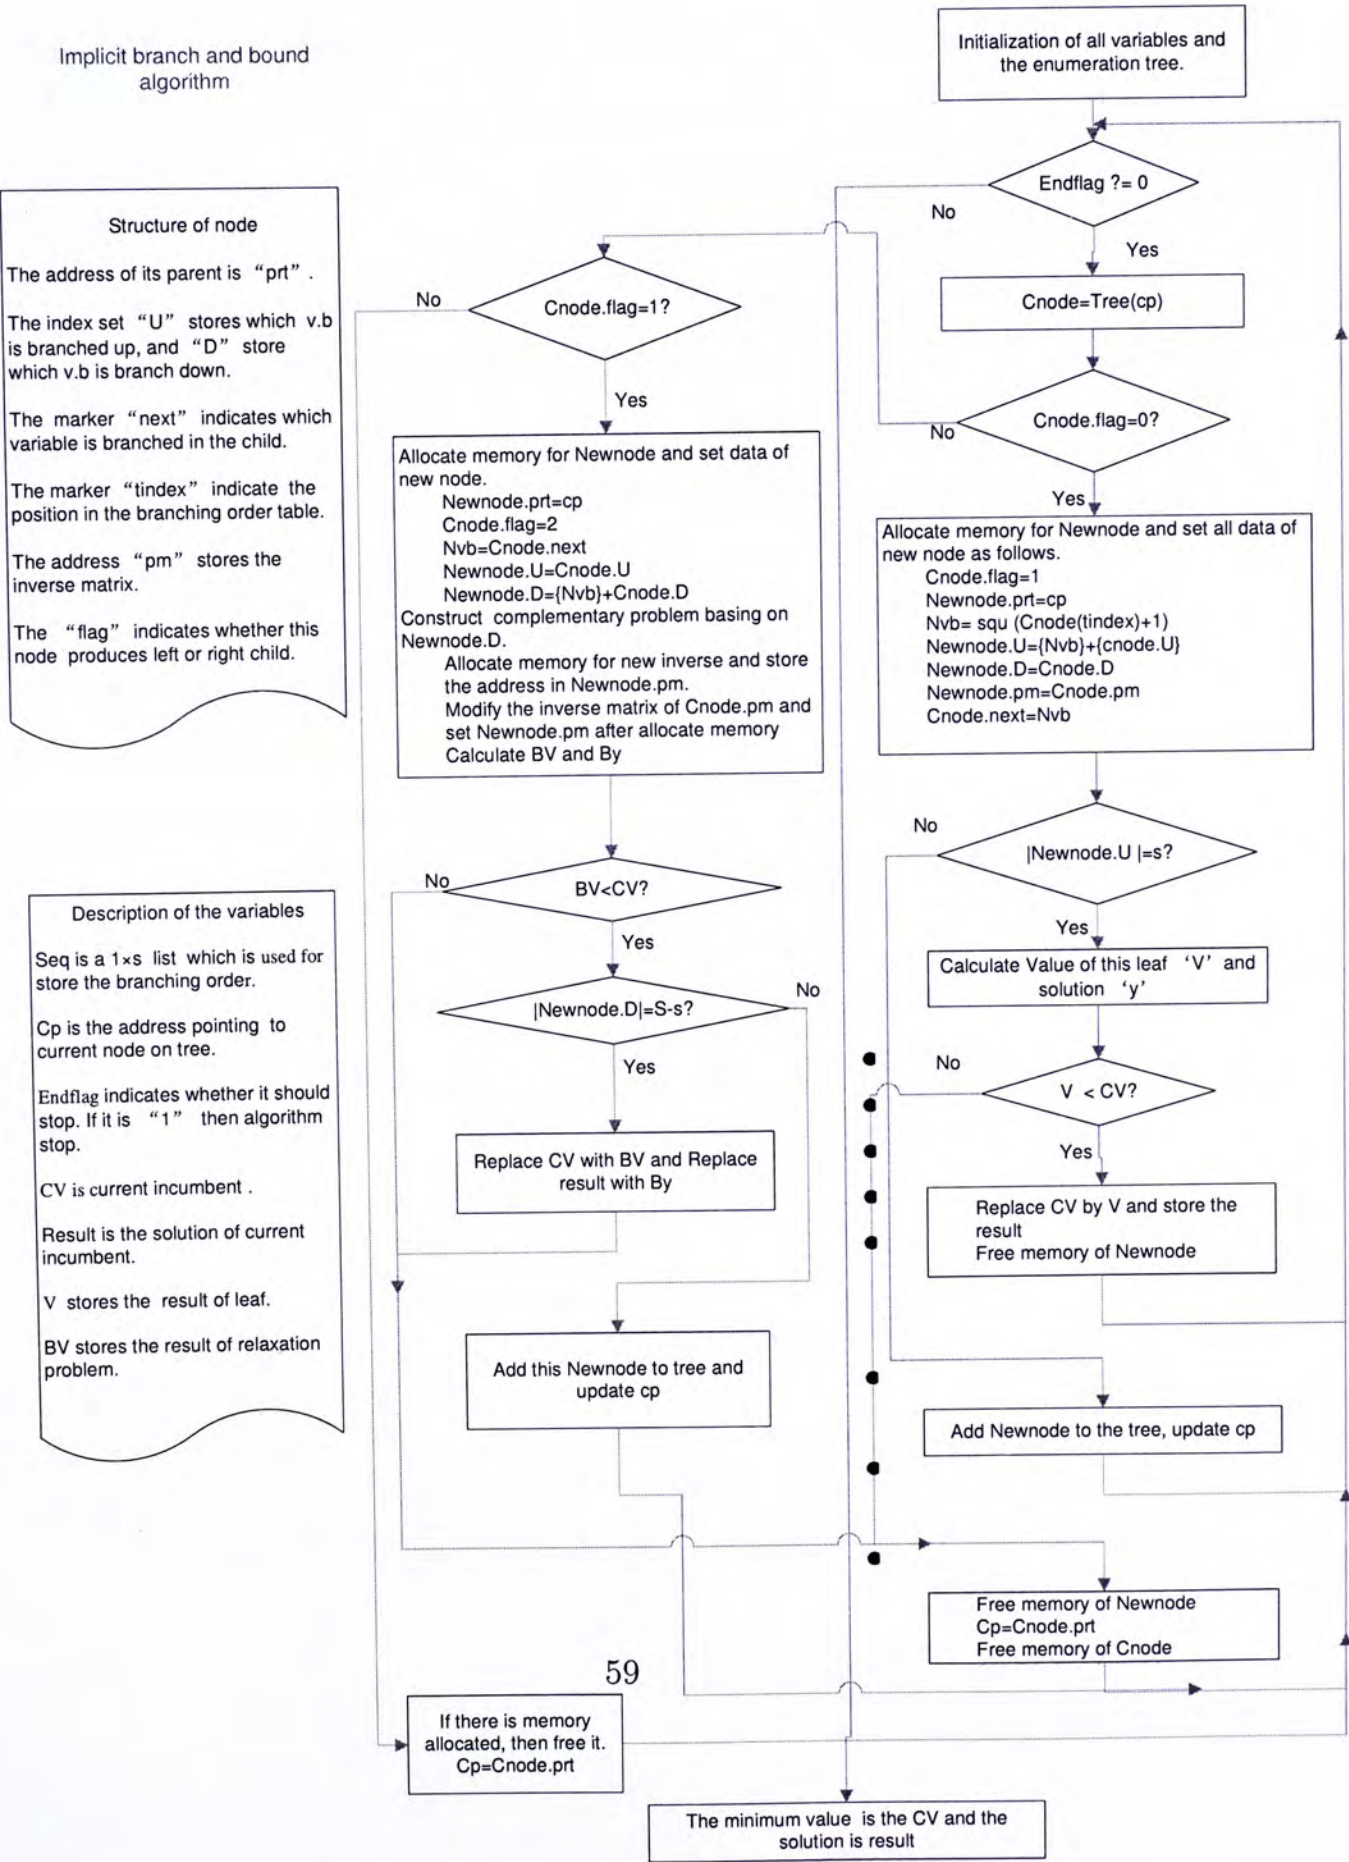 Implicit branch and bound
algorithm
Initialization of all variables and
the enumeration tree.
Endflag ?= 0
No
Yes
Cnode=Tree(cp)
Cnode.flag=0?
No
Yes
Structure of node
The address of its parent is “prt” .
The index set “U” stores which v.b
is branched up, and “D” store
which v.b is branch down.
The marker “next” indicates which
variable is branched in the child.
The marker “tindex” indicate the
position in the branching order table.
The address “pm” stores the
inverse matrix.
The “flag” indicates whether this
node produces left or right child.
Cnode.flag=1?
No
Yes
Allocate memory for Newnode and set data of
new node.
Newnode.prt=cp
Cnode.flag=2
Nvb=Cnode.next
Newnode.U=Cnode.U
Newnode.D={Nvb}+Cnode.D
Construct complementary problem basing on
Newnode.D.
Allocate memory for new inverse and store
the address in Newnode.pm.
Modify the inverse matrix of Cnode.pm and
set Newnode.pm after allocate memory
Calculate BV and By
Allocate memory for Newnode and set all data of
new node as follows.
Cnode.flag=1
Newnode.prt=cp
Nvb= squ (Cnode(tindex)+1)
Newnode.U={Nvb}+{cnode.U}
Newnode.D=Cnode.D
Newnode.pm=Cnode.pm
Cnode.next=Nvb
|Newnode.U |=s?
No
Yes
Calculate Value of this leaf ‘V’ and
solution ‘y’
V < CV?
No
Yes
Replace CV by V and store the
result
Free memory of Newnode
Add Newnode to the tree, update cp
Free memory of Newnode
Cp=Cnode.prt
Free memory of Cnode
BV<CV?
No
Yes
|Newnode.D|=S-s?
No
Yes
Replace CV with BV and Replace
result with By
Add this Newnode to tree and
update cp
Description of the variables
Seq is a 1×s list which is used for
store the branching order.
Cp is the address pointing to
current node on tree.
Endflag indicates whether it should
stop. If it is “1” then algorithm
stop.
CV is current incumbent .
Result is the solution of current
incumbent.
V stores the result of leaf.
BV stores the result of relaxation
problem.
59
If there is memory
allocated, then free it.
Cp=Cnode.prt
The minimum value is the CV and the
solution is result